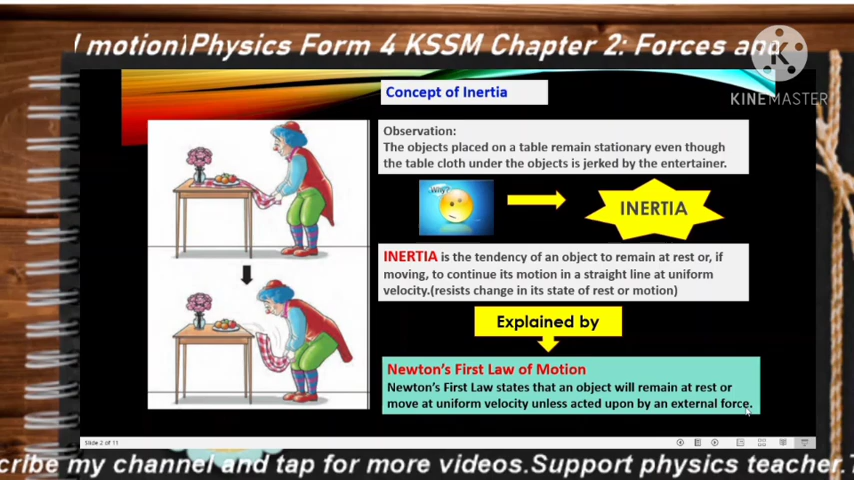 (motion)Physics Form 4 KSSM Chapter 2: Forces and
KINEMASTER
Concept of Inertia
Observation:
The objects placed on a table remain stationary even though
the table cloth under the objects is jerked by the entertainer.
Why?
INERTIA
INERTIA is the tendency of an object to remain at rest or, if
moving, to continue its motion in a straight line at uniform
velocity.(resists change in its state of rest or motion)
Explained by
Newton's First Law of Motion
Newton's First Law states that an object will remain at rest or
move at uniform velocity unless acted upon by an external force.
Slide 2 of 11
cribe my channel and tap for more videos.Support physics teacher.